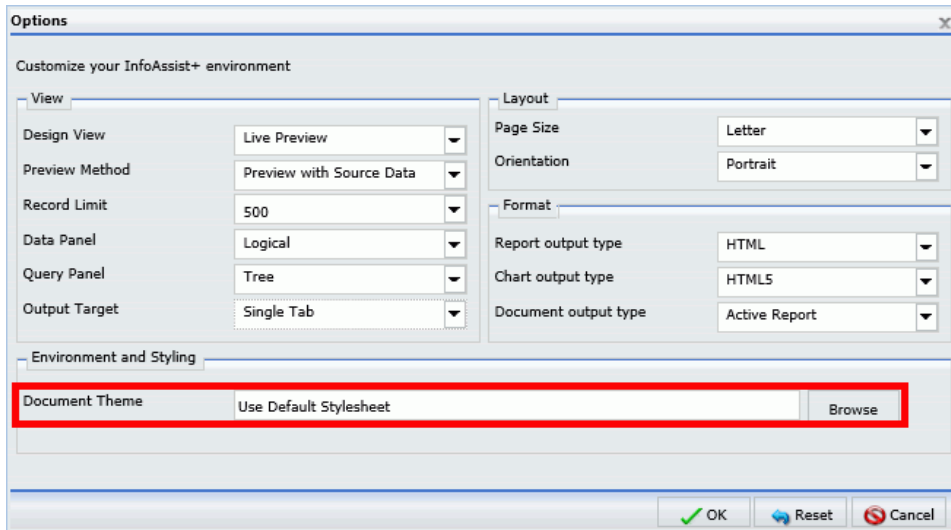 Options
Customize your InfoAssist+ environment
View
Design View Live Preview
Preview Method Preview with Source Data
Record Limit 500
Data Panel Logical
Query Panel Tree
Output Target Single Tab
Layout
Page Size Letter
Orientation Portrait
Format
Report output type HTML
Chart output type HTML5
Document output type Active Report
Environment and Styling
Document Theme Use Default Stylesheet Browse
OK Reset Cancel